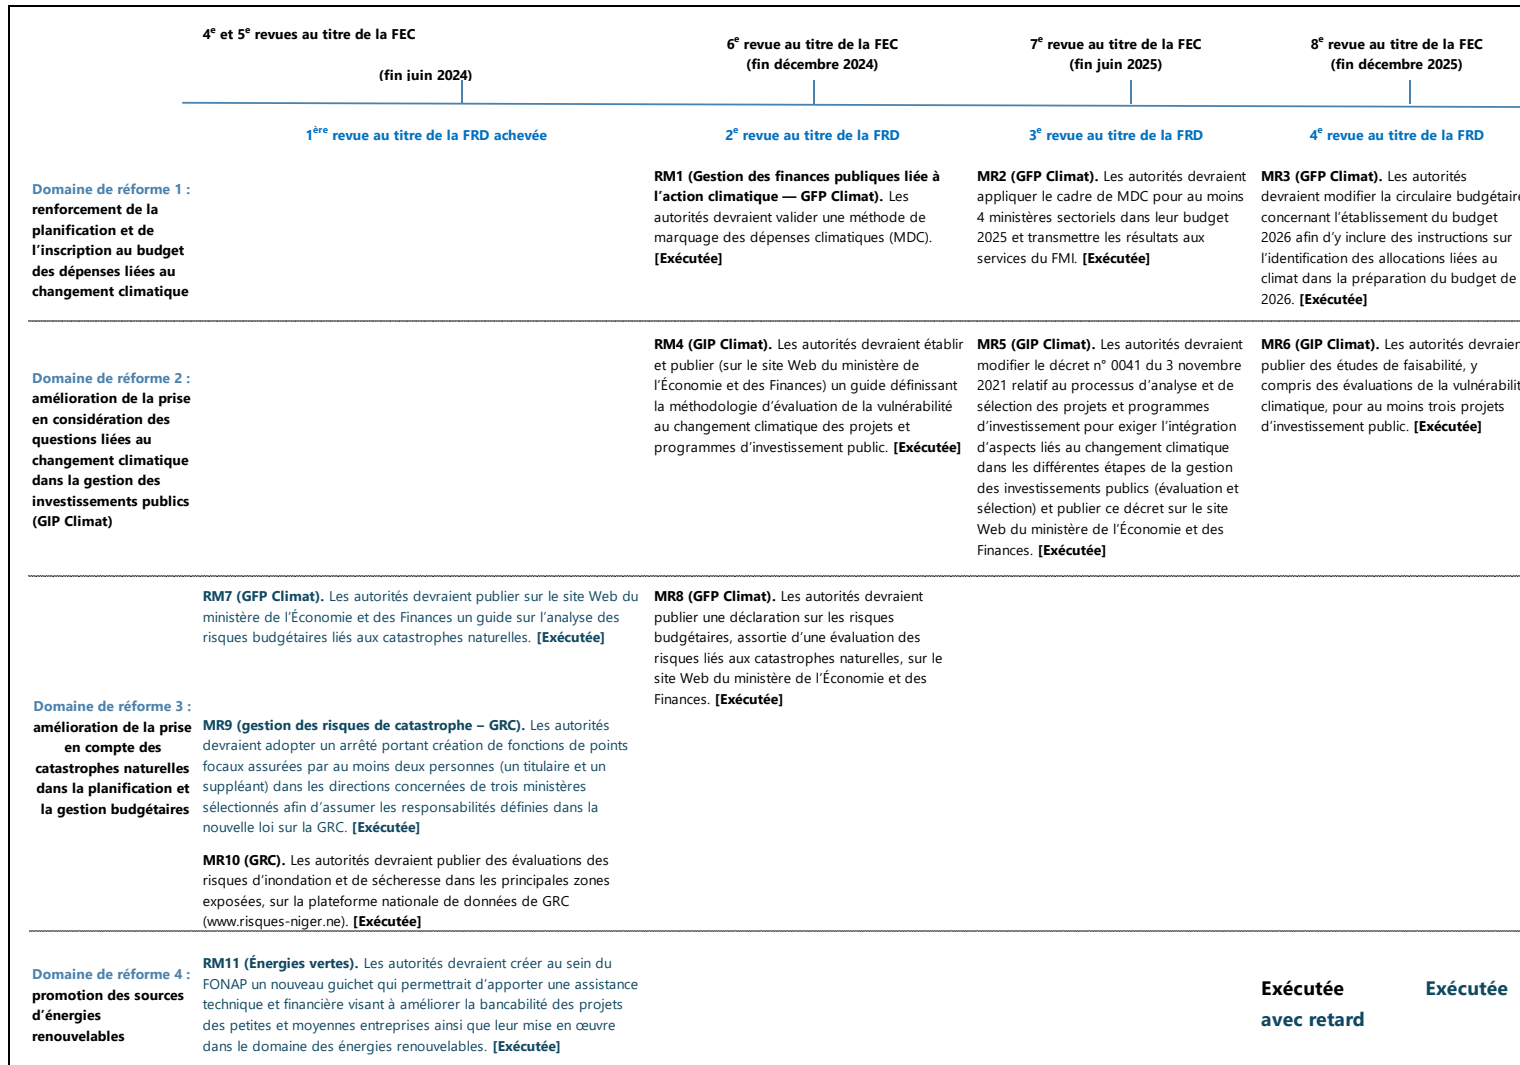 4e et 5e revues au titre de la FEC
(fin juin 2024)
6e revue au titre de la FEC
(fin décembre 2024)
7e revue au titre de la FEC
(fin juin 2025)
8e revue au titre de la FEC
(fin décembre 2025)
1ère revue au titre de la FRD achevée
2e revue au titre de la FRD
3e revue au titre de la FRD
4e revue au titre de la FRD
Domaine de réforme 1 :
renforcement de la
planification et de
l’inscription au budget
des dépenses liées au
changement climatique
RM1 (Gestion des finances publiques liée à
l’action climatique — GFP Climat). Les
autorités devraient valider une méthode de
marquage des dépenses climatiques (MDC).
[Exécutée]
MR2 (GFP Climat). Les autorités devraient
appliquer le cadre de MDC pour au moins
4 ministères sectoriels dans leur budget
2025 et transmettre les résultats aux
services du FMI. [Exécutée]
MR3 (GFP Climat). Les autorités
devraient modifier la circulaire budgétaire
concernant l’établissement du budget
2026 afin d’y inclure des instructions sur
l’identification des allocations liées au
climat dans la préparation du budget de
2026. [Exécutée]
Domaine de réforme 2 :
amélioration de la prise
en considération des
questions liées au
changement climatique
dans la gestion des
investissements publics
(GIP Climat)
RM4 (GIP Climat). Les autorités devraient établir
et publier (sur le site Web du ministère de
l’Économie et des Finances) un guide définissant
la méthodologie d’évaluation de la vulnérabilité
au changement climatique des projets et
programmes d’investissement public. [Exécutée]
MR5 (GIP Climat). Les autorités devraient
modifier le décret n° 0041 du 3 novembre
2021 relatif au processus d’analyse et de
sélection des projets et programmes
d’investissement pour exiger l’intégration
d’aspects liés au changement climatique
dans les différentes étapes de la gestion
des investissements publics (évaluation et
sélection) et publier ce décret sur le site
Web du ministère de l’Économie et des
Finances. [Exécutée]
MR6 (GIP Climat). Les autorités devraien
publier des études de faisabilité, y
compris des évaluations de la vulnérabilit
climatique, pour au moins trois projets
d’investissement public. [Exécutée]
Domaine de réforme 3 :
amélioration de la prise
en compte des
catastrophes naturelles
dans la planification et
la gestion budgétaires
RM7 (GFP Climat). Les autorités devraient publier sur le site Web du
ministère de l’Économie et des Finances un guide sur l’analyse des
risques budgétaires liés aux catastrophes naturelles. [Exécutée]
MR9 (gestion des risques de catastrophe – GRC). Les autorités
devraient adopter un arrêté portant création de fonctions de points
focaux assurées par au moins deux personnes (un titulaire et un
suppléant) dans les directions concernées de trois ministères
sélectionnés afin d’assumer les responsabilités définies dans la
nouvelle loi sur la GRC. [Exécutée]
MR10 (GRC). Les autorités devraient publier des évaluations des
risques d’inondation et de sécheresse dans les principales zones
exposées, sur la plateforme nationale de données de GRC
(www.risques-niger.ne). [Exécutée]
MR8 (GFP Climat). Les autorités devraient
publier une déclaration sur les risques
budgétaires, assortie d’une évaluation des
risques liés aux catastrophes naturelles, sur le
site Web du ministère de l’Économie et des
Finances. [Exécutée]
Domaine de réforme 4 :
promotion des sources
d’énergies
renouvelables
RM11 (Énergies vertes). Les autorités devraient créer au sein du
FONAP un nouveau guichet qui permettrait d’apporter une assistance
technique et financière visant à améliorer la bancabilité des projets
des petites et moyennes entreprises ainsi que leur mise en œuvre
dans le domaine des énergies renouvelables. [Exécutée]
Exécutée Exécutée
avec retard